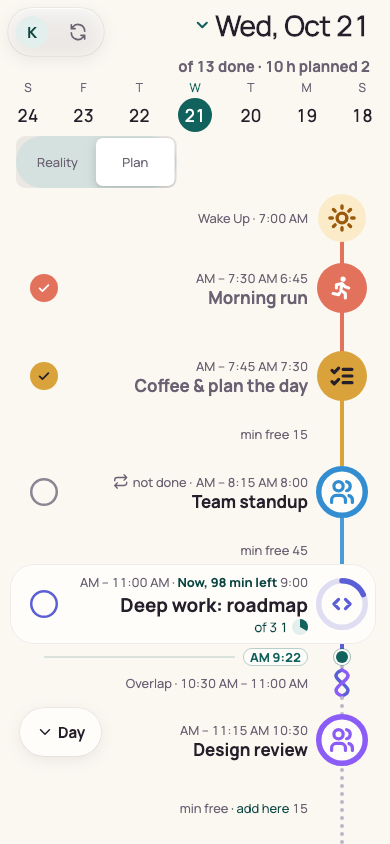 K
Wed, Oct 21
of 13 done · 10 h planned 2
S F T W T M S
24 23 22 21 20 19 18
Reality Plan
Wake Up · 7:00 AM
AM – 7:30 AM 6:45
Morning run
AM – 7:45 AM 7:30
Coffee & plan the day
min free 15
not done · AM – 8:15 AM 8:00
Team standup
min free 45
AM – 11:00 AM · Now, 98 min left 9:00
Deep work: roadmap
of 3 1
AM 9:22
Overlap · 10:30 AM – 11:00 AM
AM – 11:15 AM 10:30
Day
Design review
min free · add here 15